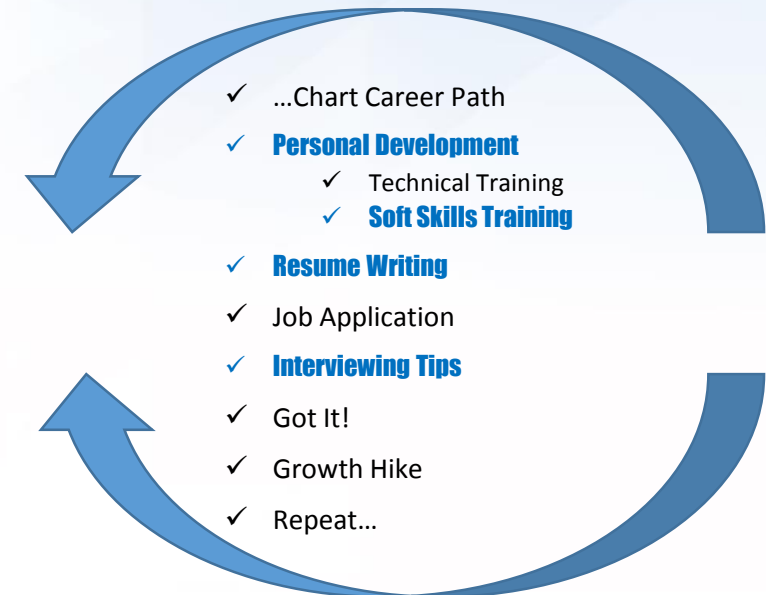 …Chart Career Path
Personal Development
Technical Training
Soft Skills Training
Resume Writing
Job Application
Interviewing Tips
Got It!
Growth Hike
Repeat…